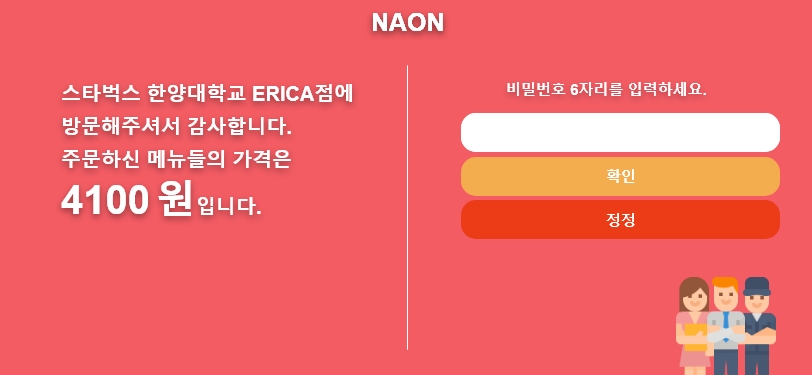 NAON
스타벅스 한양대학교 ERICA점에
방문해주셔서 감사합니다.
주문하신 메뉴들의 가격은
4100 원 입니다.
비밀번호 6자리를 입력하세요.
확인
정정